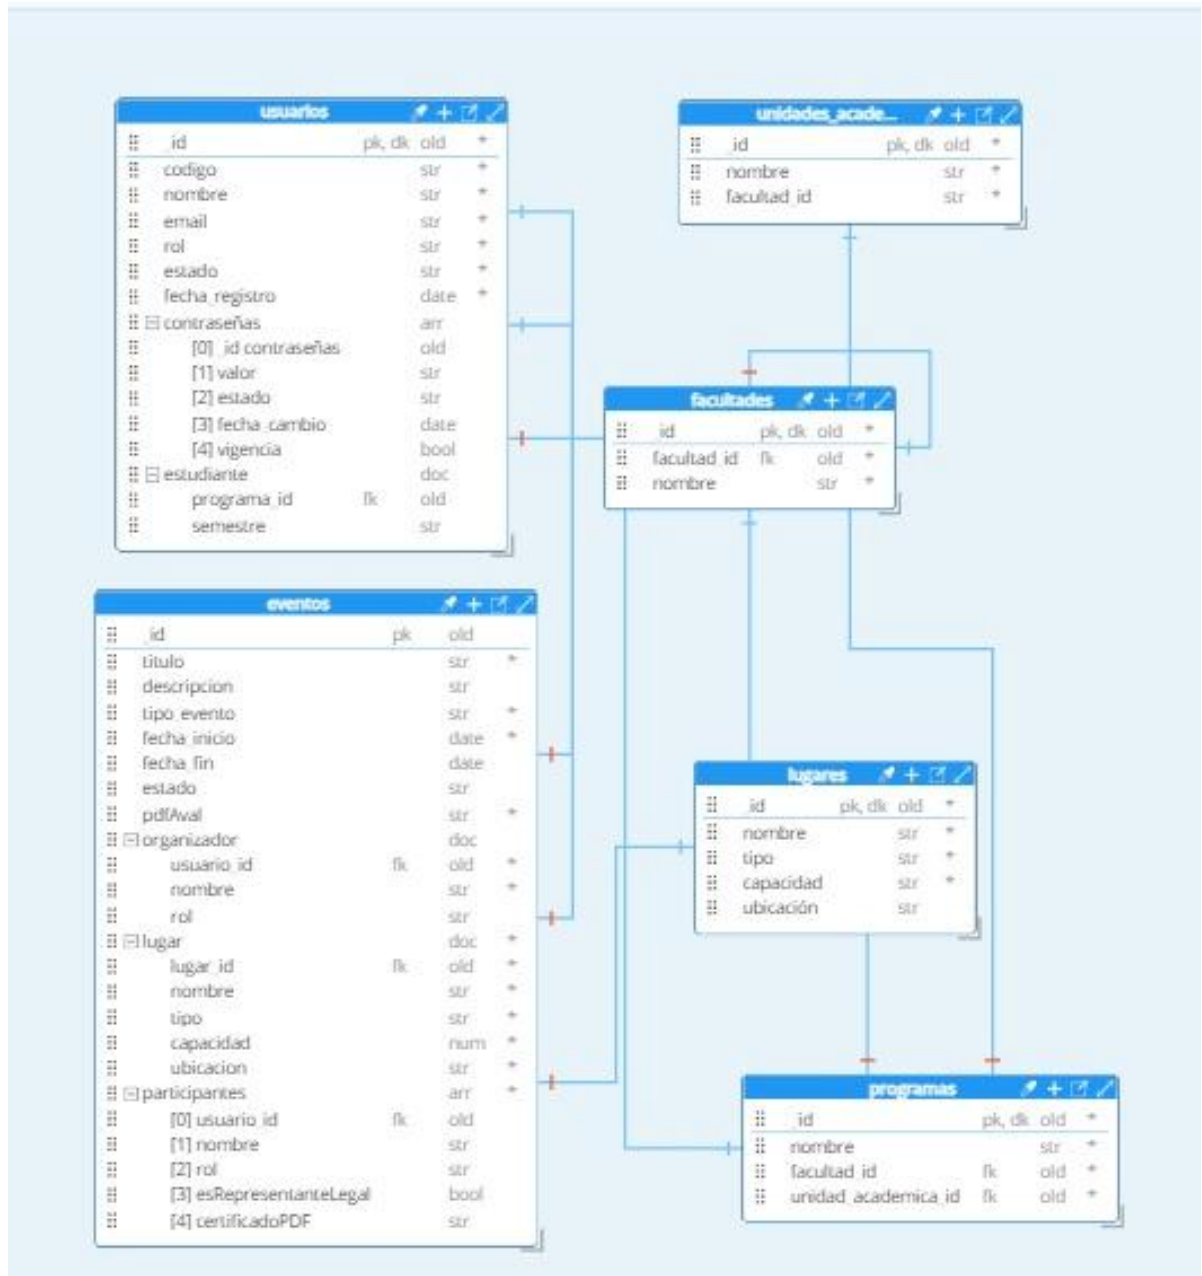 usuarios
_id pk, dk oId *
codigo str *
nombre str *
email str *
rol str *
estado str *
fecha_registro date *
contraseñas arr
[0] _id contraseñas oId
[1] valor str
[2] estado str
[3] fecha_cambio date
[4] vigencia bool
estudiante doc
programa_id fk oId
semestre str
unidades_acade...
_id pk, dk oId *
nombre str *
facultad_id str *
facultades
_id pk, dk oId *
facultad_id fk oId *
nombre str *
eventos
_id pk oId
titulo str *
descripcion str
tipo_evento str *
fecha_inicio date *
fecha_fin date
estado str
pdfAval str *
organizador doc
usuario_id fk oId *
nombre str *
rol str *
lugar doc *
lugar_id fk oId *
nombre str *
tipo str *
capacidad num *
ubicacion str *
participantes arr *
[0] usuario_id fk oId
[1] nombre str
[2] rol str
[3] esRepresentanteLegal bool
[4] certificadoPDF str
lugares
_id pk, dk oId *
nombre str *
tipo str *
capacidad str *
ubicación str
programas
_id pk, dk oId *
nombre str *
facultad_id fk oId *
unidad_academica_id fk oId *